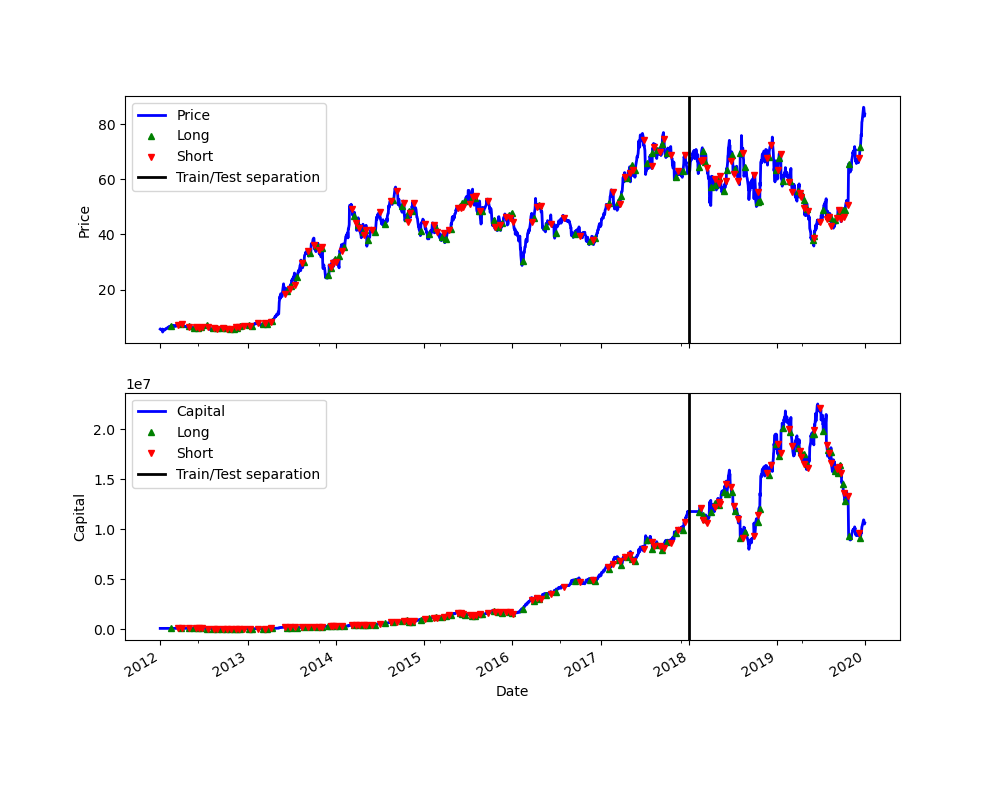 Price
Long
Short
Train/Test separation
80
60
40
20
Price
1e7
Capital
Long
Short
Train/Test separation
2.0
1.5
1.0
0.5
0.0
Capital
2012 2013 2014 2015 2016 2017 2018 2019 2020
Date